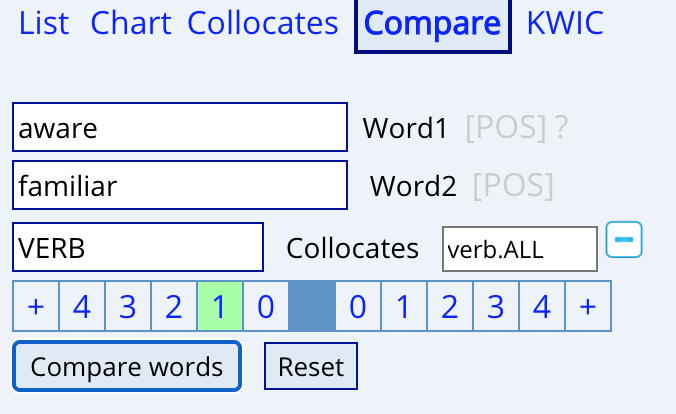 List Chart Collocates Compare KWIC
aware Word1 [POS] ?
familiar Word2 [POS]
VERB Collocates verb.ALL
+ 4 3 2 1 0 0 1 2 3 4 +
Compare words Reset